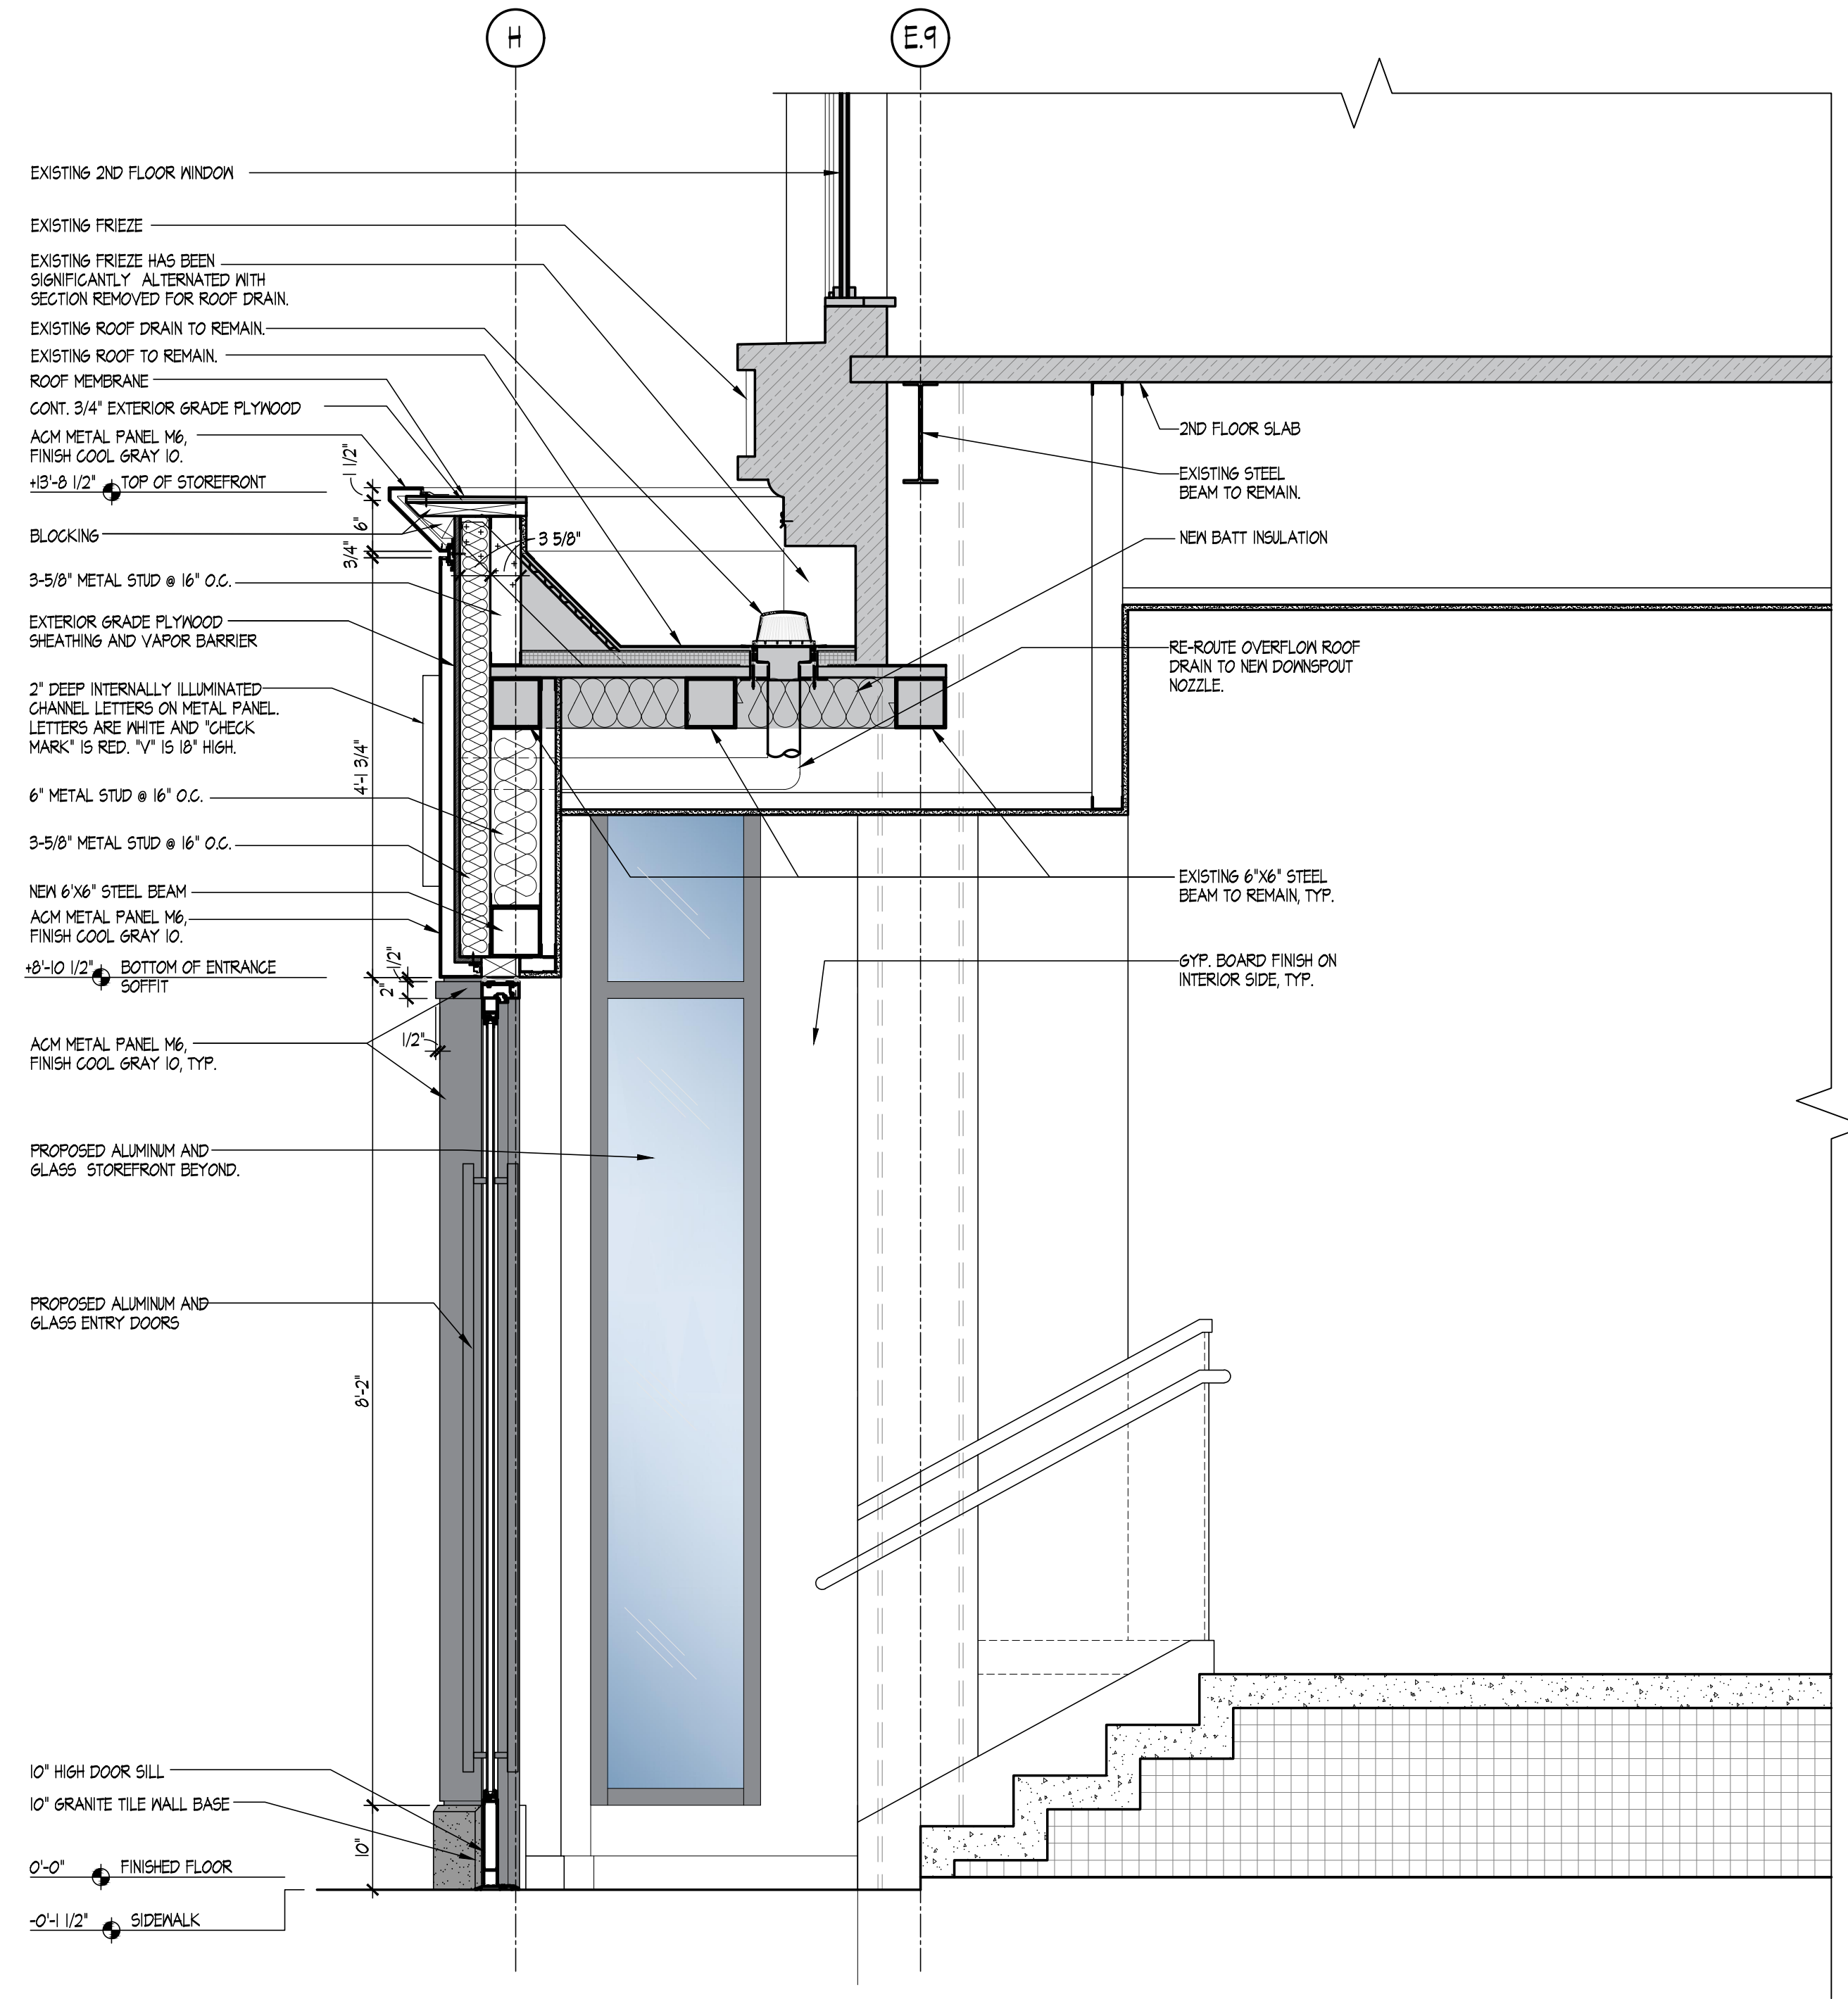 H
E.9
EXISTING 2ND FLOOR WINDOW
EXISTING FRIEZE
EXISTING FRIEZE HAS BEEN
SIGNIFICANTLY ALTERNATED WITH
SECTION REMOVED FOR ROOF DRAIN.
EXISTING ROOF DRAIN TO REMAIN.
EXISTING ROOF TO REMAIN.
ROOF MEMBRANE
CONT. 3/4" EXTERIOR GRADE PLYWOOD
ACM METAL PANEL M6,
FINISH COOL GRAY 10.
+13'-8 1/2" TOP OF STOREFRONT
BLOCKING
3-5/8" METAL STUD @ 16" O.C.
EXTERIOR GRADE PLYWOOD
SHEATHING AND VAPOR BARRIER
2" DEEP INTERNALLY ILLUMINATED
CHANNEL LETTERS ON METAL PANEL.
LETTERS ARE WHITE AND "CHECK
MARK" IS RED. "V" IS 18" HIGH.
6" METAL STUD @ 16" O.C.
3-5/8" METAL STUD @ 16" O.C.
NEW 6'X6" STEEL BEAM
ACM METAL PANEL M6,
FINISH COOL GRAY 10.
+8'-10 1/2" BOTTOM OF ENTRANCE
SOFFIT
ACM METAL PANEL M6,
FINISH COOL GRAY 10, TYP.
PROPOSED ALUMINUM AND
GLASS STOREFRONT BEYOND.
PROPOSED ALUMINUM AND
GLASS ENTRY DOORS
10" HIGH DOOR SILL
10" GRANITE TILE WALL BASE
0'-0" FINISHED FLOOR
-0'-1 1/2" SIDEWALK
1 1/2"
6"
3/4"
3 5/8"
4'-1 3/4"
1/2"
2"
1/2"
8'-2"
10"
2ND FLOOR SLAB
EXISTING STEEL
BEAM TO REMAIN.
NEW BATT INSULATION
RE-ROUTE OVERFLOW ROOF
DRAIN TO NEW DOWNSPOUT
NOZZLE.
EXISTING 6"X6" STEEL
BEAM TO REMAIN, TYP.
GYP. BOARD FINISH ON
INTERIOR SIDE, TYP.